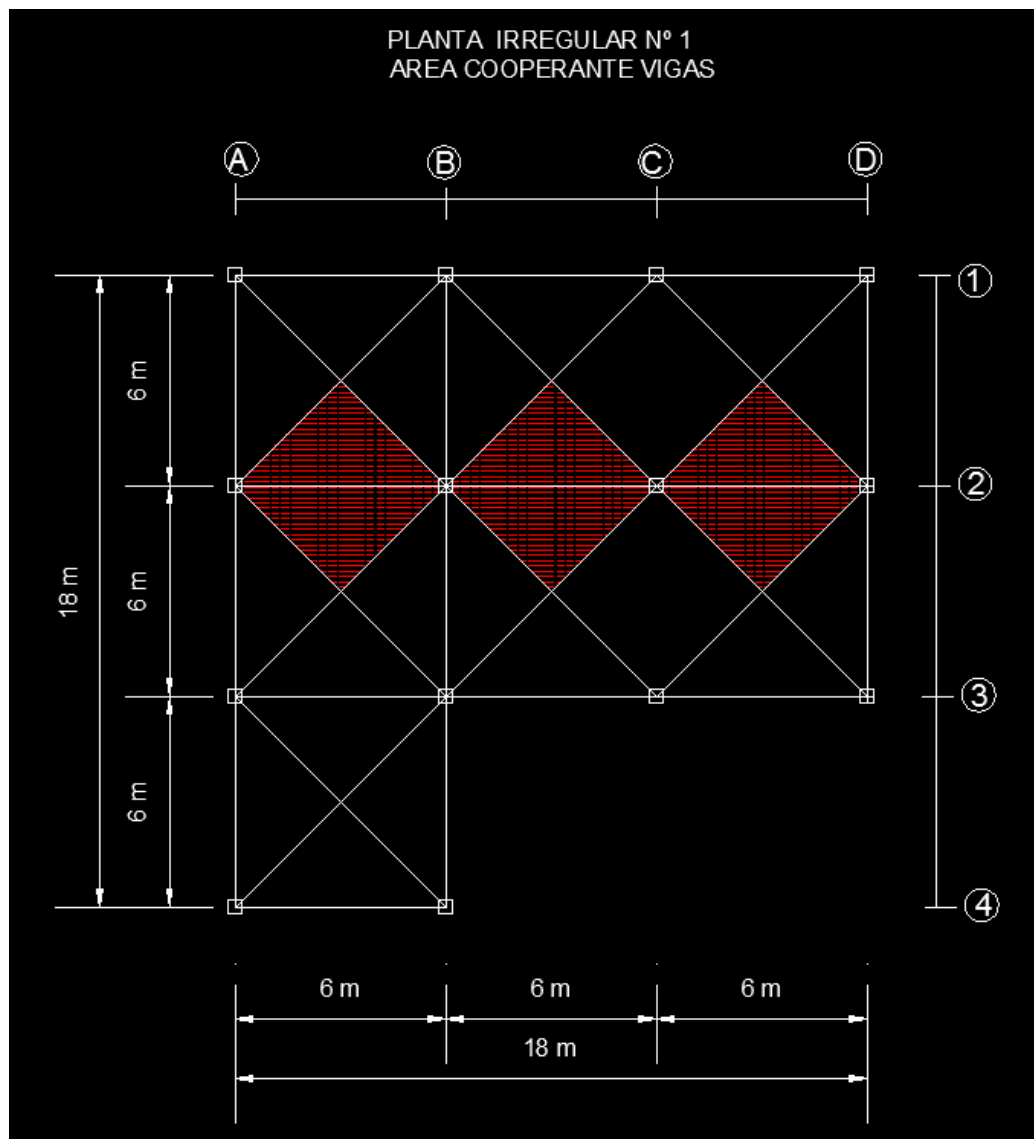 PLANTA IRREGULAR Nº 1
AREA COOPERANTE VIGAS
A B C D
1
6 m
2
18 m
6 m
3
6 m
4
6 m 6 m 6 m
18 m